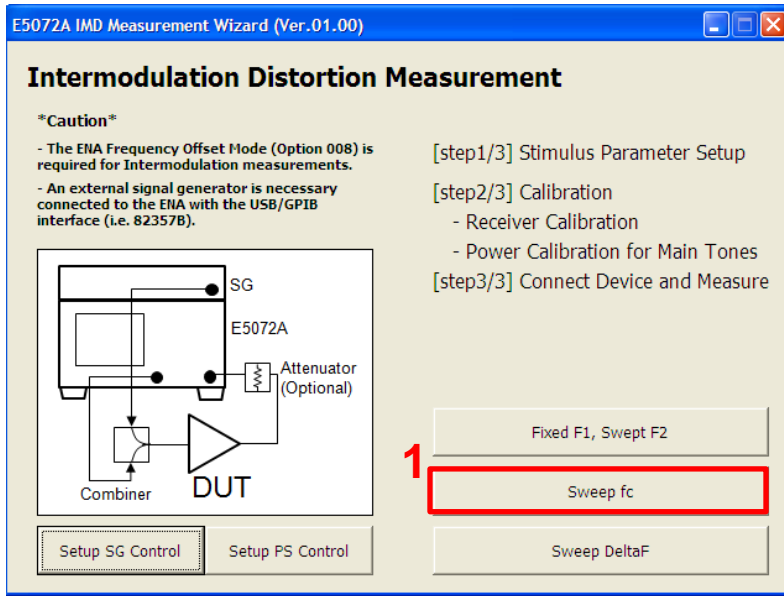 E5072A IMD Measurement Wizard (Ver.01.00)
Intermodulation Distortion Measurement
*Caution*
- The ENA Frequency Offset Mode (Option 008) is
required for Intermodulation measurements.
- An external signal generator is necessary
connected to the ENA with the USB/GPIB
interface (i.e. 82357B).
SG
E5072A
Attenuator
(Optional)
Combiner
DUT
Setup SG Control
Setup PS Control
[step1/3] Stimulus Parameter Setup
[step2/3] Calibration
- Receiver Calibration
- Power Calibration for Main Tones
[step3/3] Connect Device and Measure
Fixed F1, Swept F2
1
Sweep fc
Sweep DeltaF